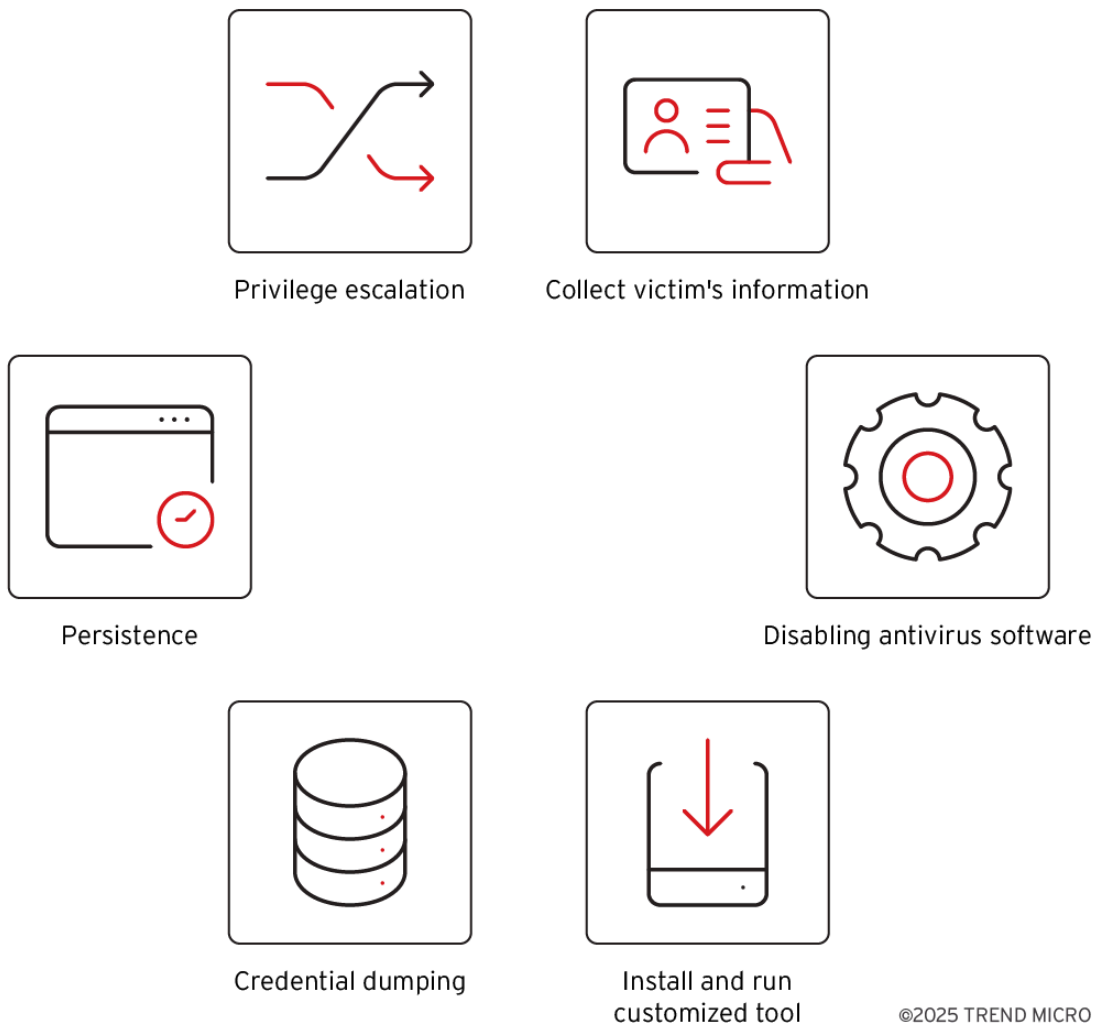 Privilege escalation
Collect victim's information
Persistence
Disabling antivirus software
Credential dumping
Install and run
customized tool
©2025 TREND MICRO